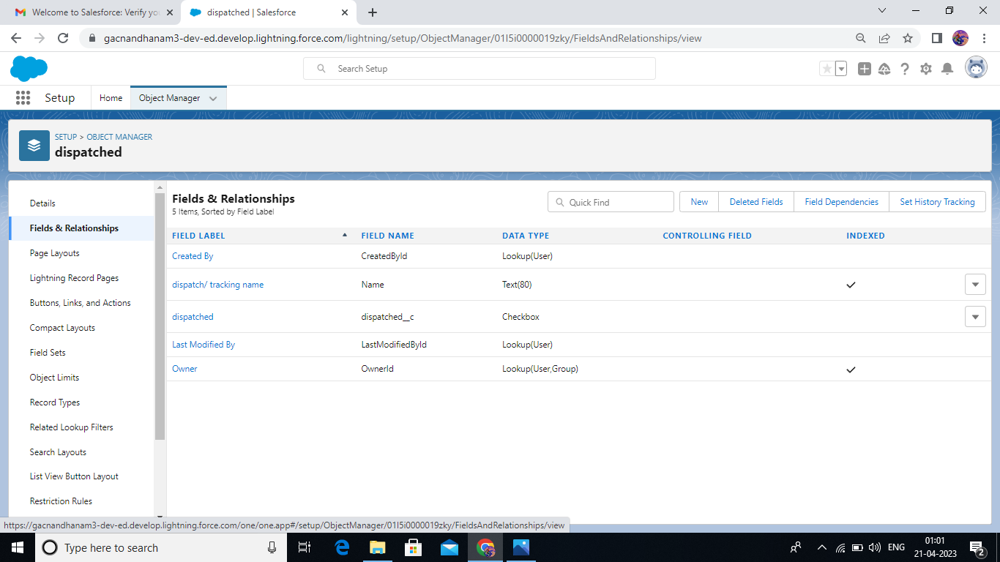 Welcome to Salesforce: Verify yo
dispatched | Salesforce
gacnandhanam3-dev-ed.develop.lightning.force.com/lightning/setup/ObjectManager/01I5i0000019zky/FieldsAndRelationships/view
Search Setup
Setup
Home
Object Manager
SETUP > OBJECT MANAGER
dispatched
Details
Fields & Relationships
Page Layouts
Lightning Record Pages
Buttons, Links, and Actions
Compact Layouts
Field Sets
Object Limits
Record Types
Related Lookup Filters
Search Layouts
List View Button Layout
Restriction Rules
Fields & Relationships
5 Items, Sorted by Field Label
Quick Find
New
Deleted Fields
Field Dependencies
Set History Tracking
FIELD LABEL FIELD NAME DATA TYPE CONTROLLING FIELD INDEXED
Created By CreatedById Lookup(User)
dispatch/ tracking name Name Text(80)
dispatched dispatched__c Checkbox
Last Modified By LastModifiedById Lookup(User)
Owner OwnerId Lookup(User,Group)
https://gacnandhanam3-dev-ed.develop.lightning.force.com/one/one.app#/setup/ObjectManager/01I5i0000019zky/FieldsAndRelationships/view
Type here to search
ENG
01:01
21-04-2023
2